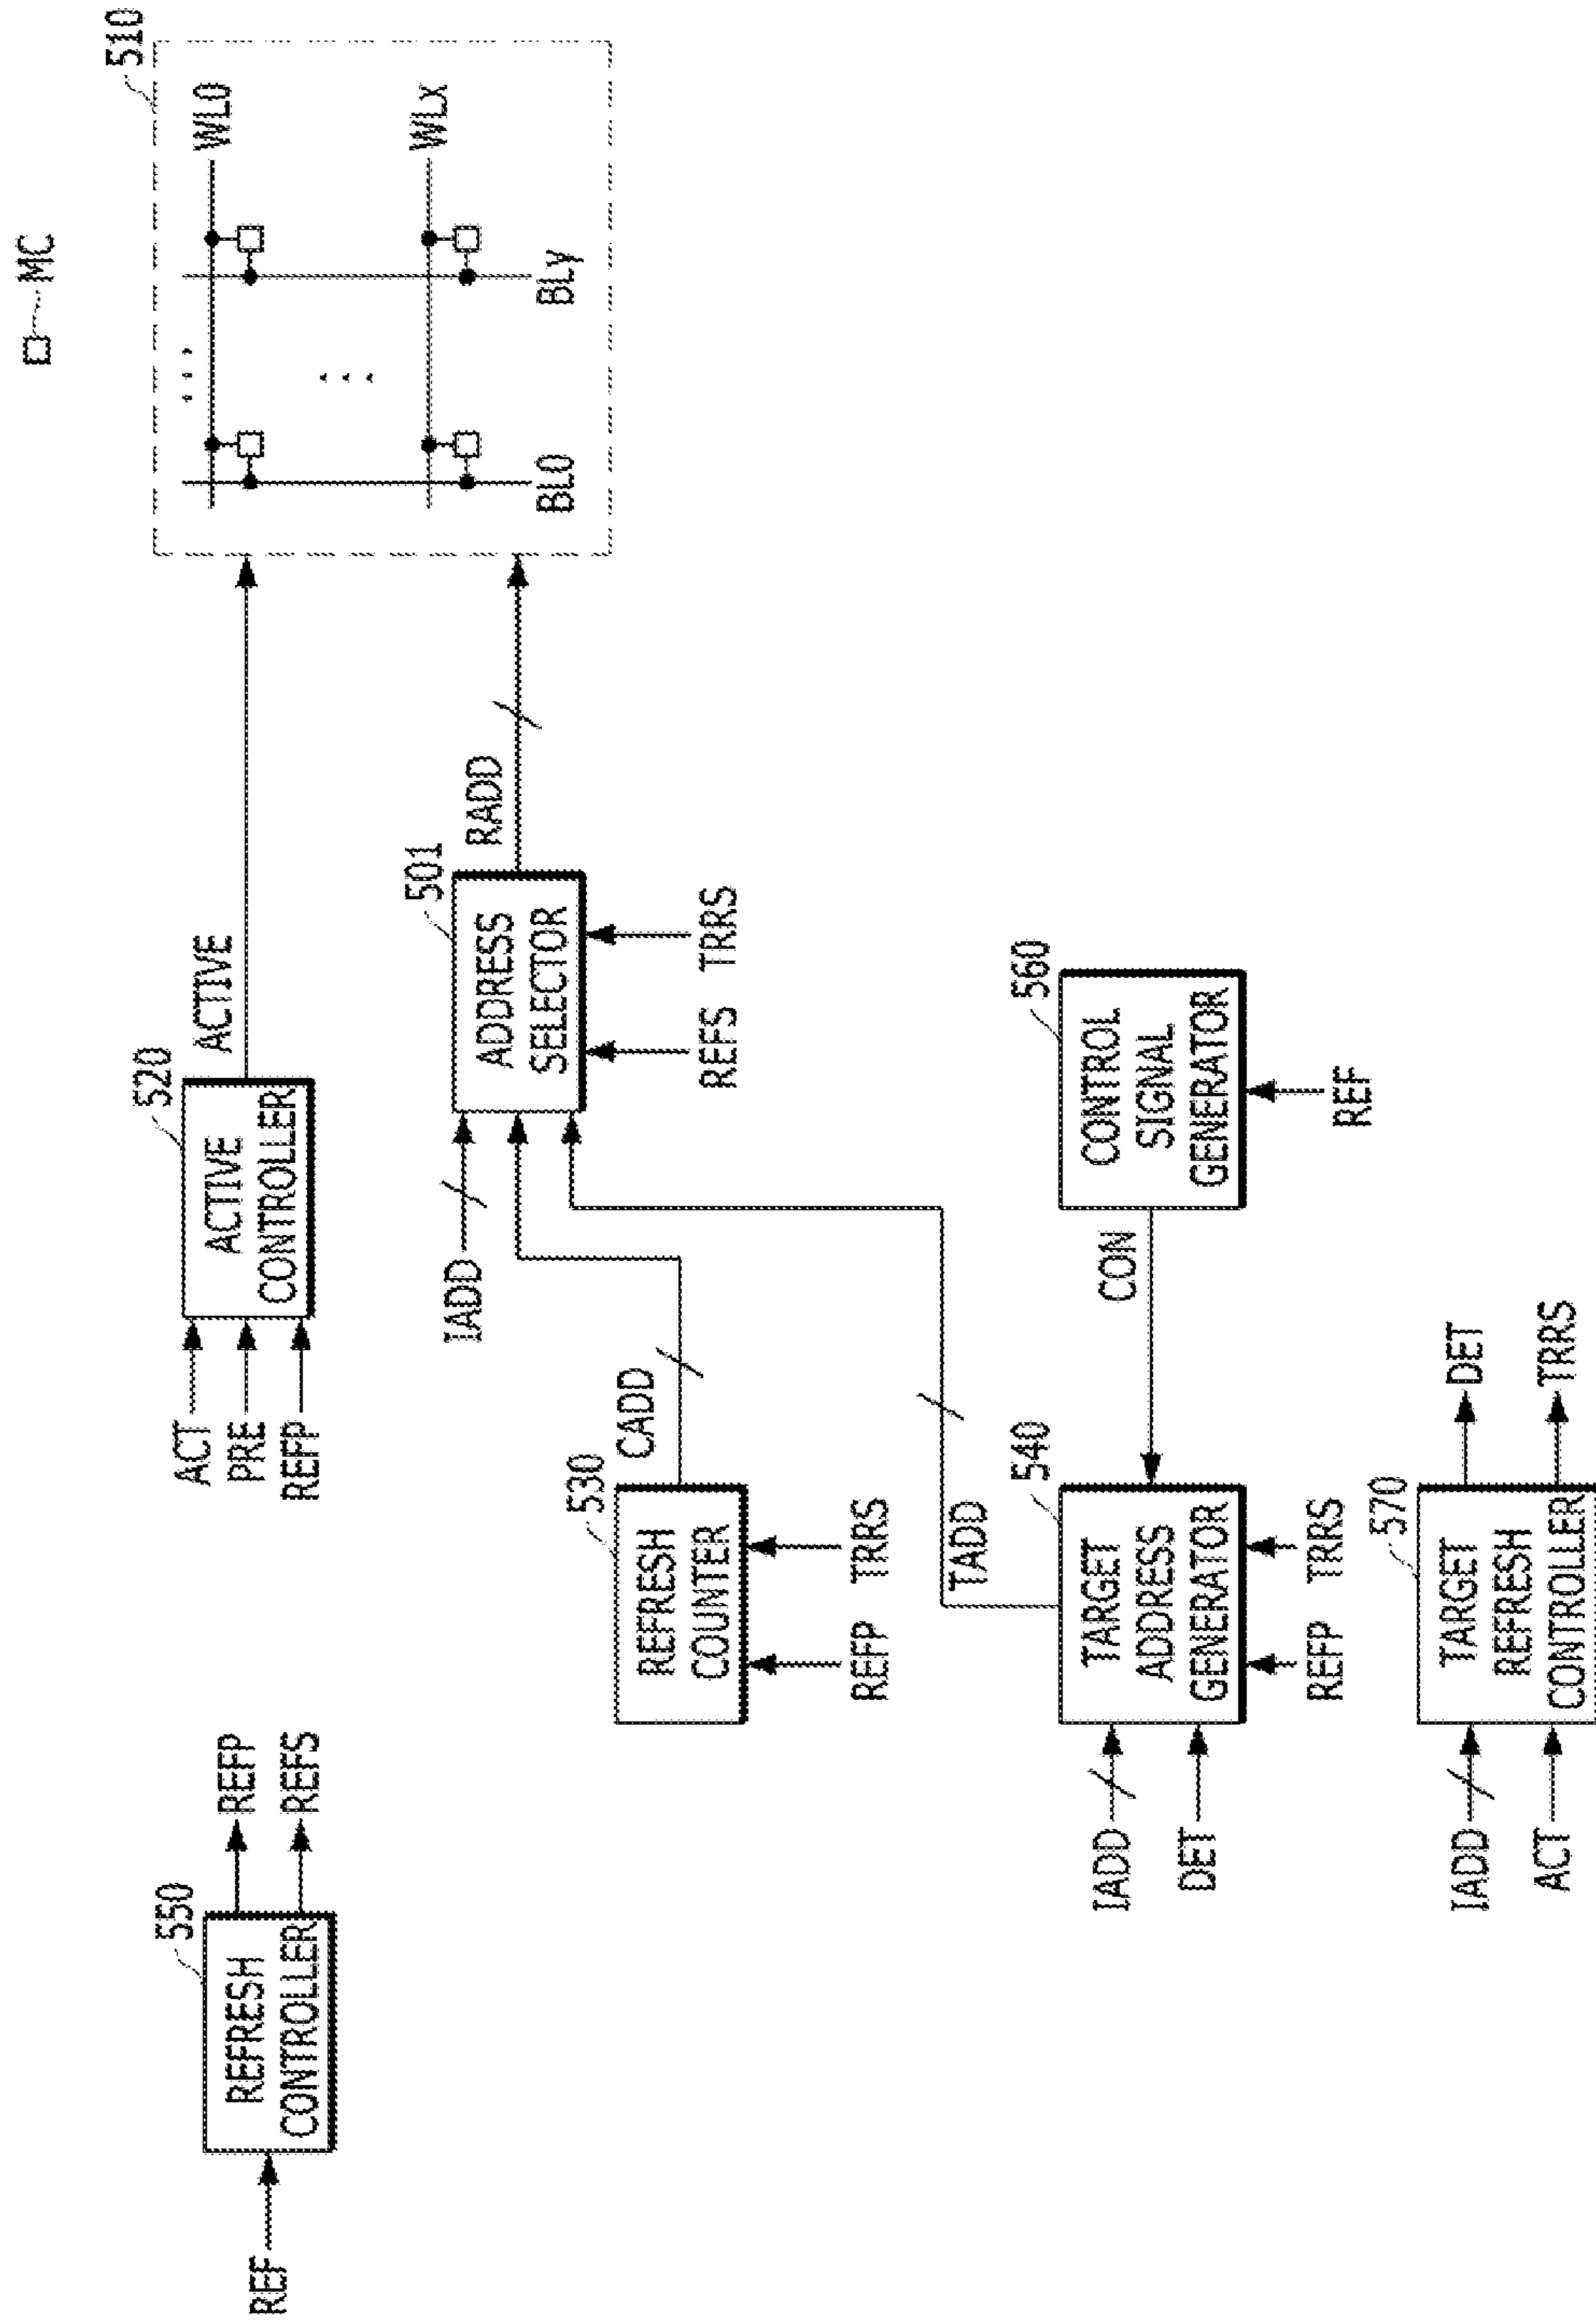 MC
510
WL0
WLx
BL0
BLy
...
...
550
REF
REFRESH
CONTROLLER
REFP
REFS
520
ACT
PRE
REFP
ACTIVE
CONTROLLER
ACTIVE
501
IADD
ADDRESS
SELECTOR
RADD
REFS TRRS
530
REFRESH
COUNTER
CADD
REFP TRRS
TADD
540
IADD
DET
TARGET
ADDRESS
GENERATOR
REFP TRRS
CON
560
CONTROL
SIGNAL
GENERATOR
REF
570
IADD
ACT
TARGET
REFRESH
CONTROLLER
DET
TRRS